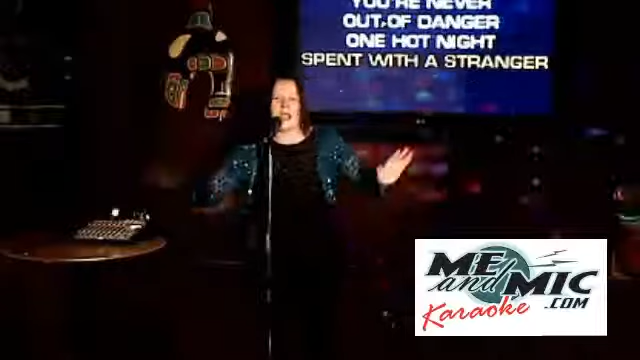 YOU'RE NEVER
OUT OF DANGER
ONE HOT NIGHT
SPENT WITH A STRANGER
ME
and MIC
.COM
Karaoke